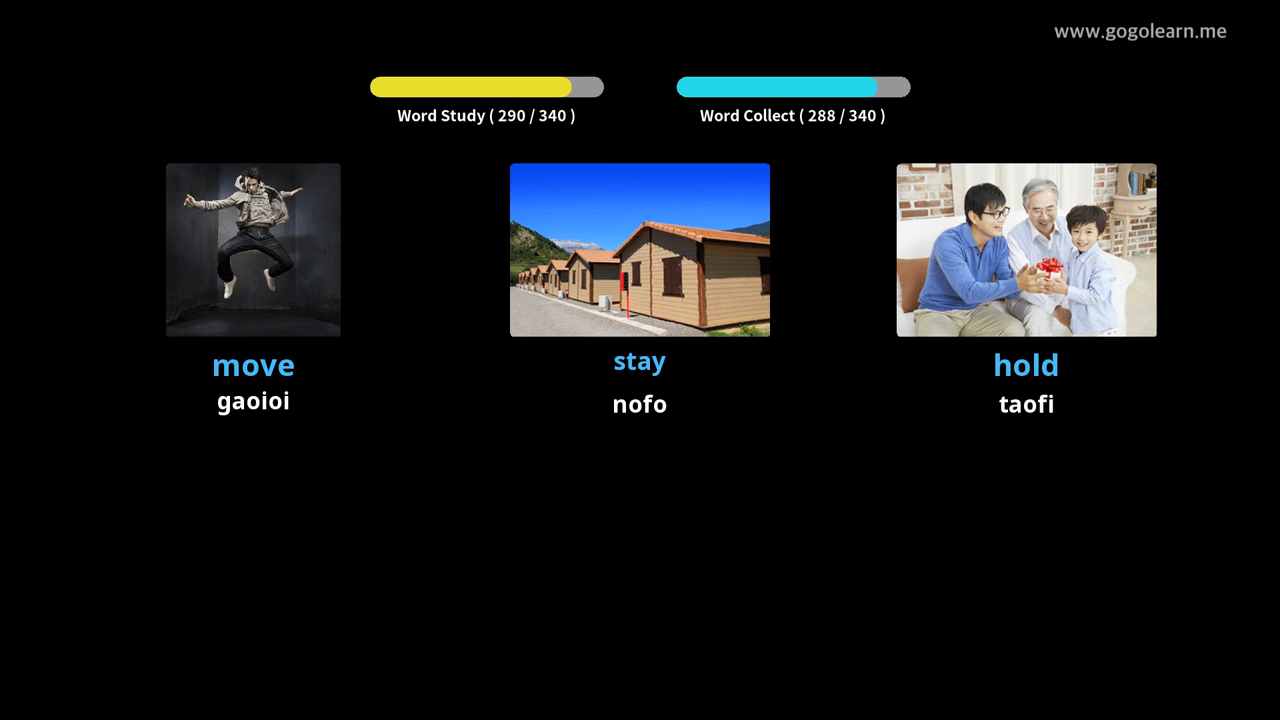 www.gogolearn.me
Word Study ( 290 / 340 )
Word Collect ( 288 / 340 )
move
gaoioi
stay
nofo
hold
taofi